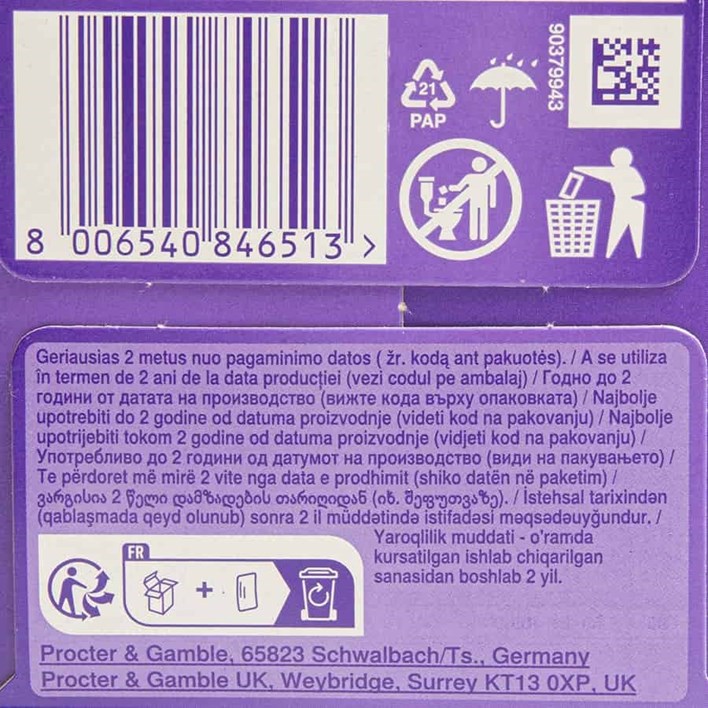 8 006540 846513 >
21
PAP
90379943
Geriausias 2 metus nuo pagaminimo datos ( žr. kodą ant pakuotės). / A se utiliza
în termen de 2 ani de la data producției (vezi codul pe ambalaj) / Годно до 2
години от датата на производство (вижте кода върху опаковката) / Najbolje
upotrebiti do 2 godine od datuma proizvodnje (videti kod na pakovanju) / Najbolje
upotrijebiti tokom 2 godine od datuma proizvodnje (vidjeti kod na pakovanju) /
Употребливо до 2 години од датумот на производство (види на пакувањето) /
Te përdoret më mirë 2 vite nga data e prodhimit (shiko datën në paketim) /
ვარგისია 2 წელი დამზადების თარიღიდან (იხ. შეფუთვაზე). / İstehsal tarixindən
(qablaşmada qeyd olunub) sonra 2 il müddətində istifadəsi məqsədəuyğundur. /
Yaroqlilik muddati - o'ramda
kursatilgan ishlab chiqarilgan
sanasidan boshlab 2 yil.
FR
Procter & Gamble, 65823 Schwalbach/Ts., Germany
Procter & Gamble UK, Weybridge, Surrey KT13 0XP, UK